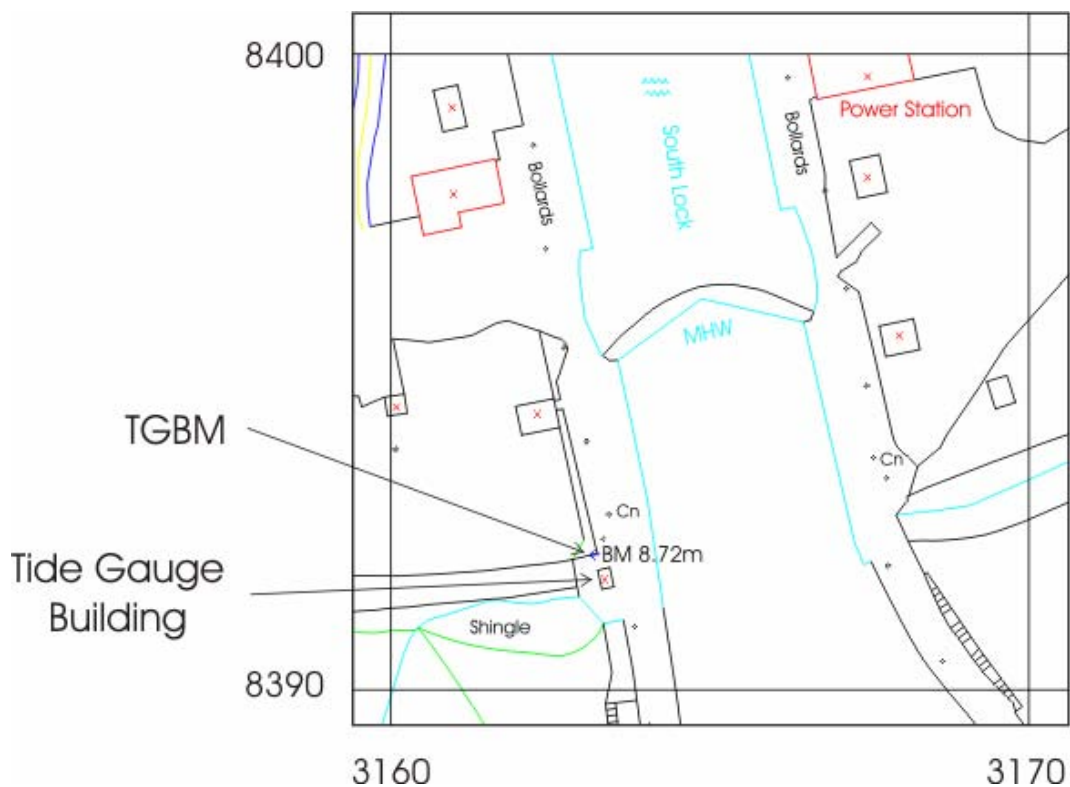 8400
Power Station
Bollards
Bollards
South Lock
MHW
TGBM
Cn
Cn
BM 8.72m
Tide Gauge
Building
Shingle
8390
3160
3170